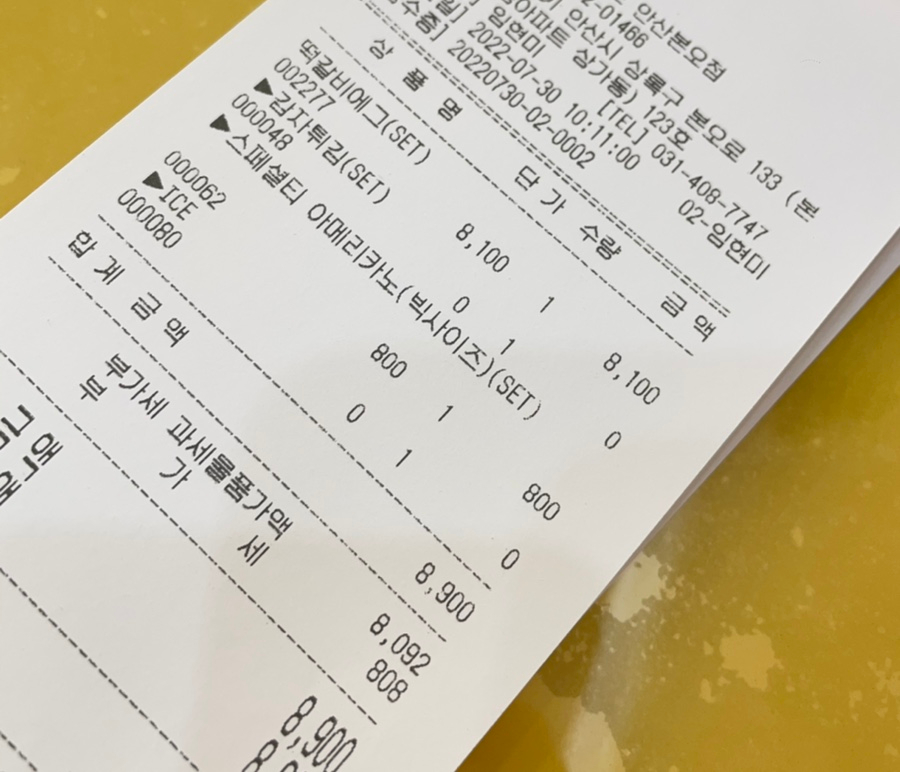 안산본오점
2-01466
안산시 상록구 본오로 133 (본
아파트 상가동) 123호
임현미 [TEL] 031-408-7747
2022-07-30 10:11:00 02-임현미
20220730-02-0002
상 품 명 단 가 수량 금 액
떡갈비에그(SET)
002277 8,100 1 8,100
▼감자튀김(SET)
000048 0 1 0
▼스페셜티 아메리카노(빅사이즈)(SET)
000062 800 1 800
▶ICE
000080 0 1 0
합 계 금 액 8,900
부가세 과세물품가액 8,092
부 가 세 808
8,900